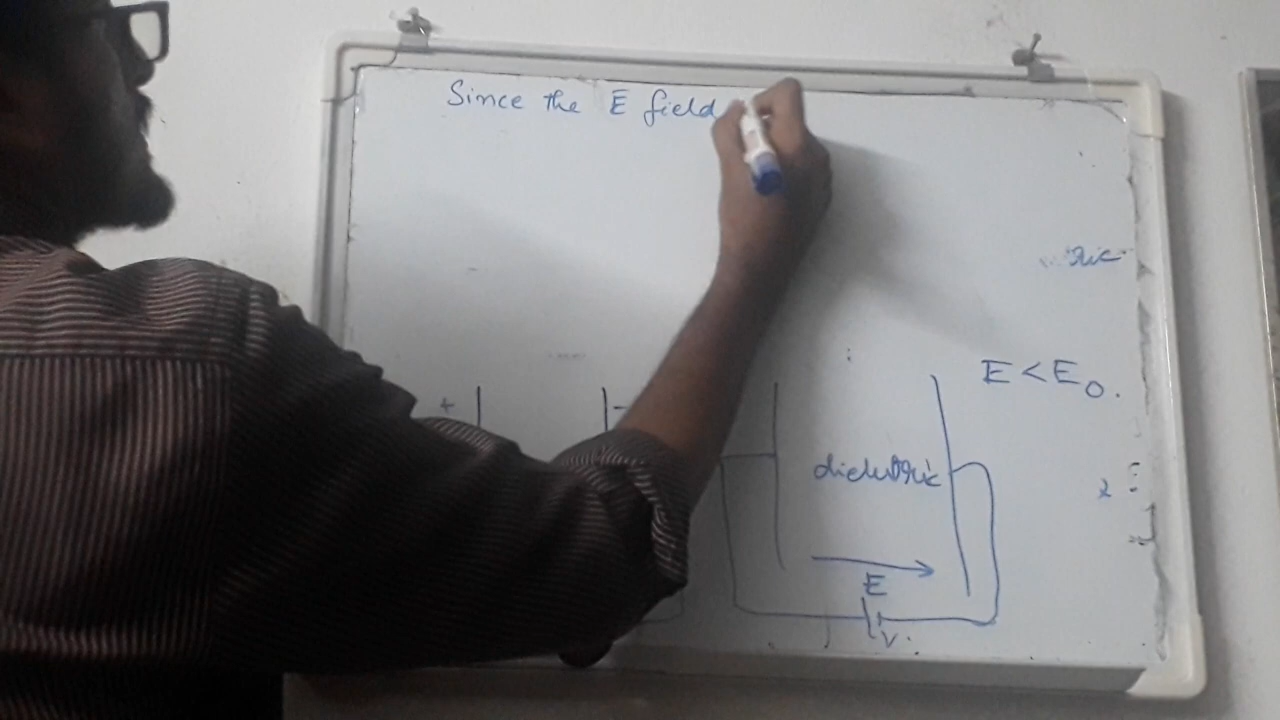 Since the E field
E < E₀.
+ -
dielectric
E
V.